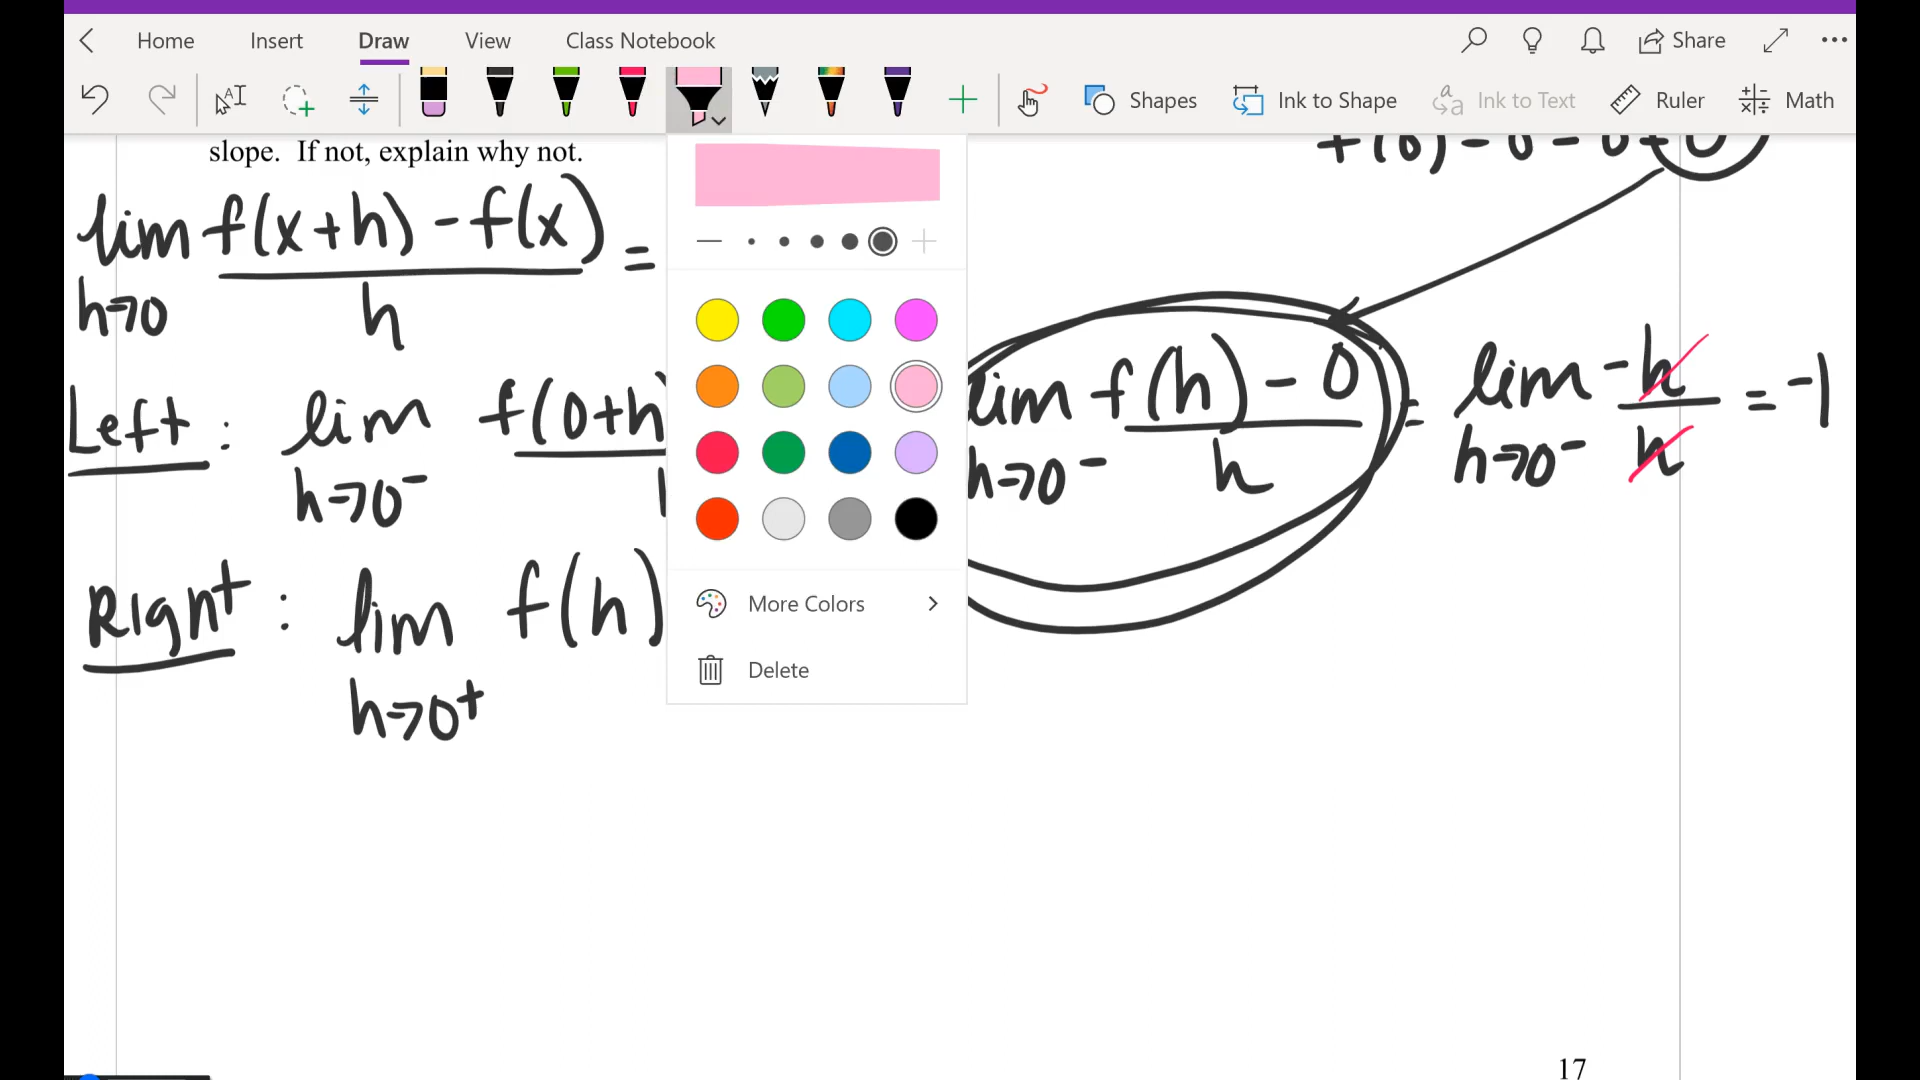 Home Insert Draw View Class Notebook Share
Shapes Ink to Shape Ink to Text Ruler Math
slope. If not, explain why not.
lim f(x+h) - f(x) =
h→0 h
Left : lim f(0+h
h→0⁻
lim f(h) - 0 = lim -h = -1
h→0⁻ h h→0⁻ h
Right : lim f(h)
h→0⁺
More Colors
Delete
17